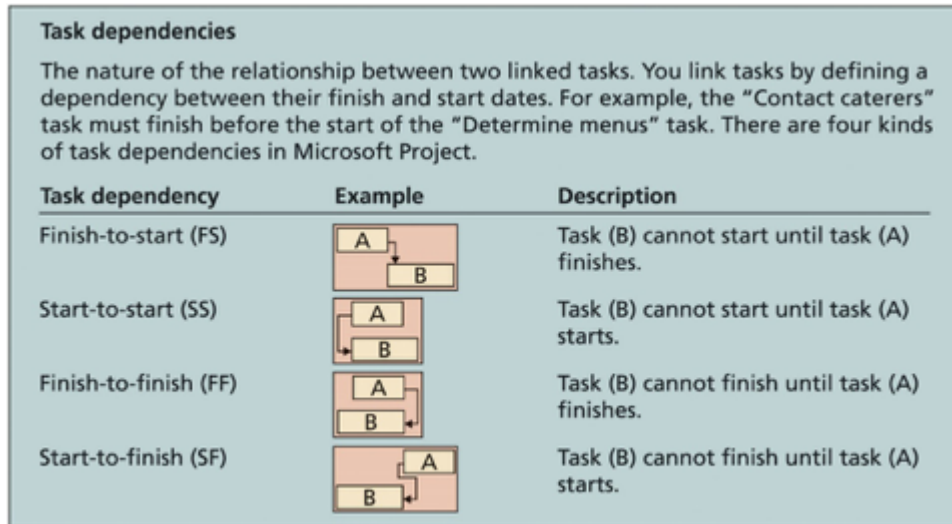 Task dependencies
The nature of the relationship between two linked tasks. You link tasks by defining a
dependency between their finish and start dates. For example, the “Contact caterers”
task must finish before the start of the “Determine menus” task. There are four kinds
of task dependencies in Microsoft Project.
Task dependency Example Description
Finish-to-start (FS) A B Task (B) cannot start until task (A)
finishes.
Start-to-start (SS) A B Task (B) cannot start until task (A)
starts.
Finish-to-finish (FF) A B Task (B) cannot finish until task (A)
finishes.
Start-to-finish (SF) A B Task (B) cannot finish until task (A)
starts.